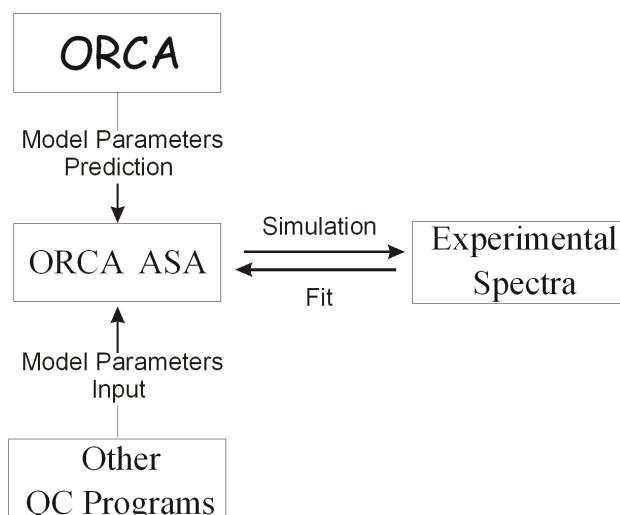 ORCA
Model Parameters
Prediction
ORCA ASA
Simulation
Fit
Experimental
Spectra
Model Parameters
Input
Other
QC Programs